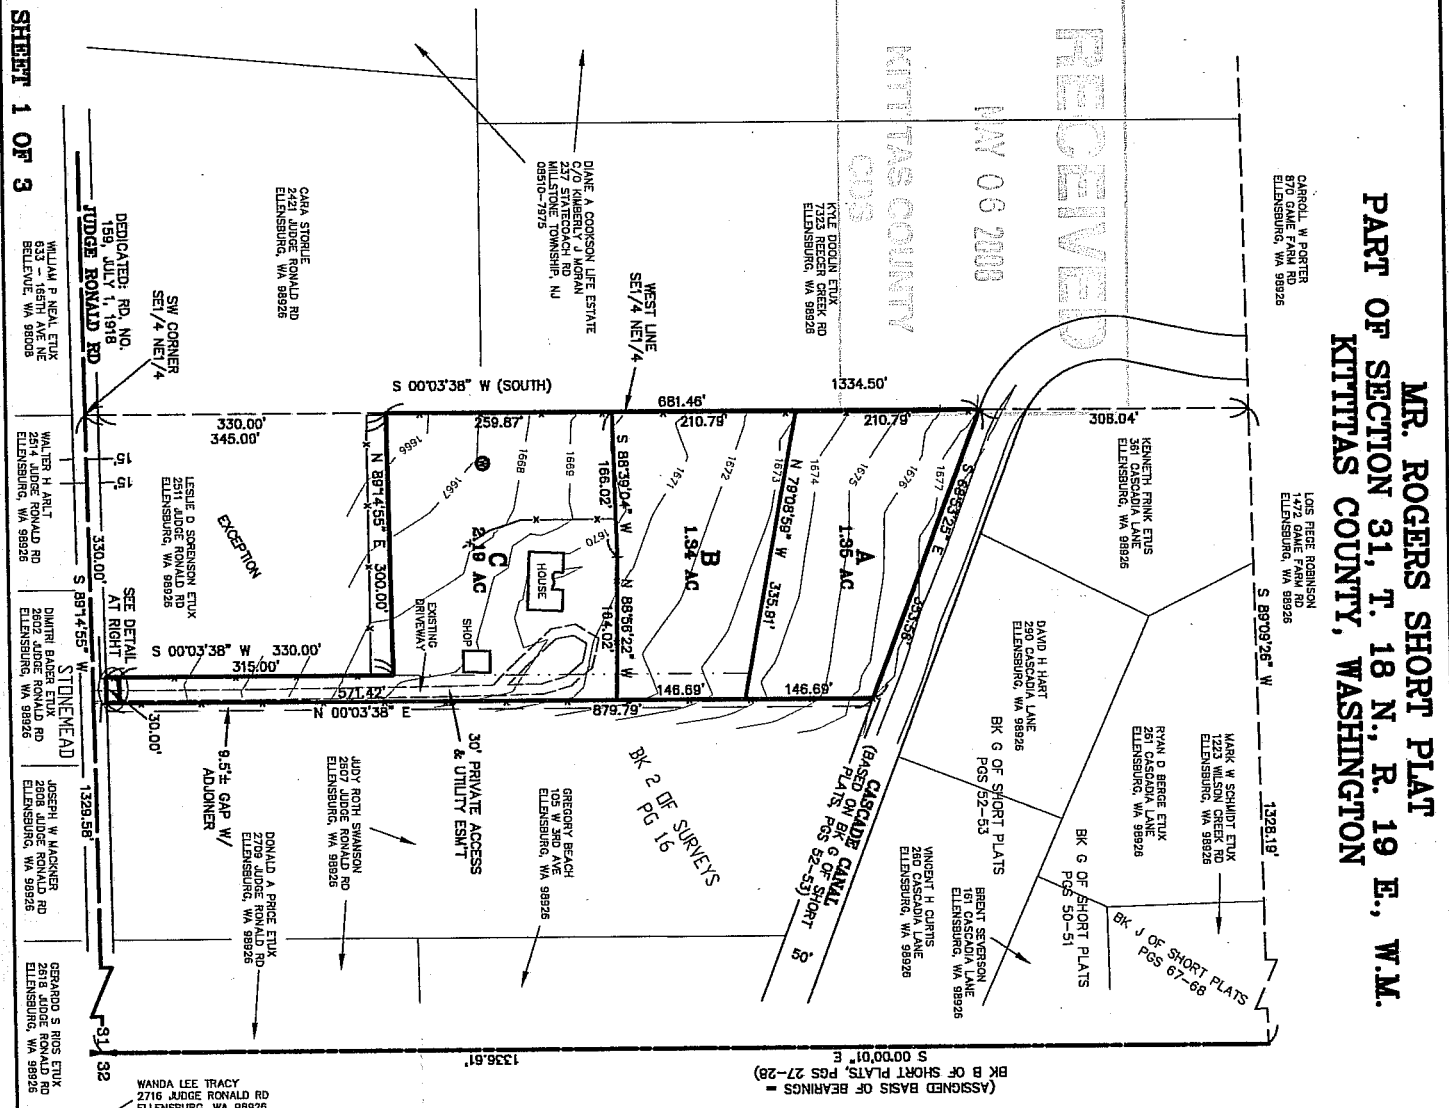 MR. ROGERS SHORT PLAT
PART OF SECTION 31, T. 18 N., R. 19 E., W.M.
KITTITAS COUNTY, WASHINGTON
RECEIVED
MAY 06 2008
KITTITAS COUNTY
CDS
CARROLL W PORTER
870 GAME FARM RD
ELLENSBURG, WA 98926
LOIS FIEGE ROBINSON
1472 GAME FARM RD
ELLENSBURG, WA 98926
S 89°09'26" W
1328.19'
MARK W SCHMIDT ETUX
1223 WILSON CREEK RD
ELLENSBURG, WA 98926
RYAN D BERGE ETUX
261 CASCADIA LANE
ELLENSBURG, WA 98926
BK J OF SHORT PLATS
PGS 67-68
BK G OF SHORT PLATS
PGS 50-51
KENNETH FRINK ETUS
361 CASCADIA LANE
ELLENSBURG, WA 98926
308.04'
DAVID H HART
290 CASCADIA LANE
ELLENSBURG, WA 98926
BK G OF SHORT PLATS
PGS 52-53
BRENT SEVERSON
161 CASCADIA LANE
ELLENSBURG, WA 98926
VINCENT H CURTIS
260 CASCADIA LANE
ELLENSBURG, WA 98926
CASCADE CANAL
(BASED ON BK G OF SHORT
PLATS, PGS 52-53)
50'
KYLE DOOLIN ETUX
7323 REECER CREEK RD
ELLENSBURG, WA 98926
1334.50'
S 69°53'25" E
353.58'
1677
1676
1675
1674
1673
1672
1671
1670
1669
1668
1667
1666
A
1.35 AC
210.79'
146.69'
N 79°08'59" W
335.81'
681.46'
B
1.34 AC
210.79'
146.69'
WEST LINE
SE1/4 NE1/4
S 88°39'04" W
166.02'
N 88°56'22" W
164.02'
879.79'
DIANE A COOKSON LIFE ESTATE
C/O KIMBERLY J MORAN
237 STATECOACH RD
MILLSTONE TOWNSHIP, NJ
08510-7975
HOUSE
C
2.19 AC
259.87'
SHOP
EXISTING
DRIVEWAY
S 00°03'38" W (SOUTH)
N 89°14'55" E 300.00'
571.42'
N 00°03'38" E
30' PRIVATE ACCESS
& UTILITY ESM'T
BK 2 OF SURVEYS
PG 16
GREGORY BEACH
105 W 3RD AVE
ELLENSBURG, WA 98926
JUDY ROTH SWANSON
2607 JUDGE RONALD RD
ELLENSBURG, WA 98926
DONALD A PRICE ETUX
2709 JUDGE RONALD RD
ELLENSBURG, WA 98926
9.5'± GAP W/
ADJOINER
CARA STORLIE
2421 JUDGE RONALD RD
ELLENSBURG, WA 98926
330.00'
345.00'
EXCEPTION
S 00°03'38" W 330.00'
315.00'
LESLIE D SORENSON ETUX
2511 JUDGE RONALD RD
ELLENSBURG, WA 98926
SW CORNER
SE1/4 NE1/4
SEE DETAIL
AT RIGHT
30.00'
DEDICATED: RD. NO.
159, JULY 1, 1918
JUDGE RONALD RD
15'
15'
330.00'
S 89°14'55" W
1329.58'
STONEMEAD
31
32
WILLIAM P NEAL ETUX
633 - 165TH AVE NE
BELLEVUE, WA 98008
WALTER H ARLT
2514 JUDGE RONALD RD
ELLENSBURG, WA 98926
DIMITRI BADER ETUX
2602 JUDGE RONALD RD
ELLENSBURG, WA 98926
JOSEPH W MACKNER
2608 JUDGE RONALD RD
ELLENSBURG, WA 98926
GERARDO S RIOS ETUX
2618 JUDGE RONALD RD
ELLENSBURG, WA 98926
SHEET 1 OF 3
1336.61'
S 00°00'01" E
(ASSIGNED BASIS OF BEARINGS =
BK B OF SHORT PLATS, PGS 27-28)
WANDA LEE TRACY
2716 JUDGE RONALD RD
ELLENSBURG, WA 98926